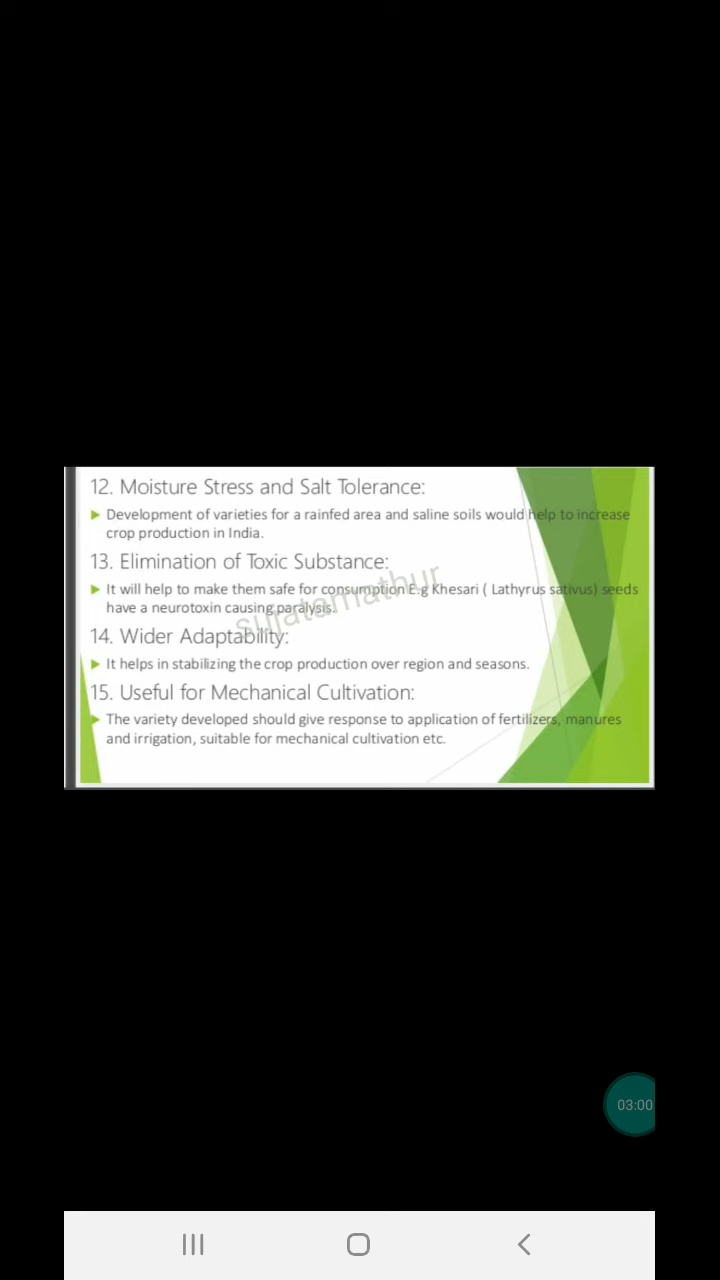 12. Moisture Stress and Salt Tolerance:
Development of varieties for a rainfed area and saline soils would help to increase
crop production in India.
13. Elimination of Toxic Substance:
It will help to make them safe for consumption E.g Khesari ( Lathyrus sativus) seeds
have a neurotoxin causing paralysis.
sujatamathur
14. Wider Adaptability:
It helps in stabilizing the crop production over region and seasons.
15. Useful for Mechanical Cultivation:
The variety developed should give response to application of fertilizers, manures
and irrigation, suitable for mechanical cultivation etc.
03:00